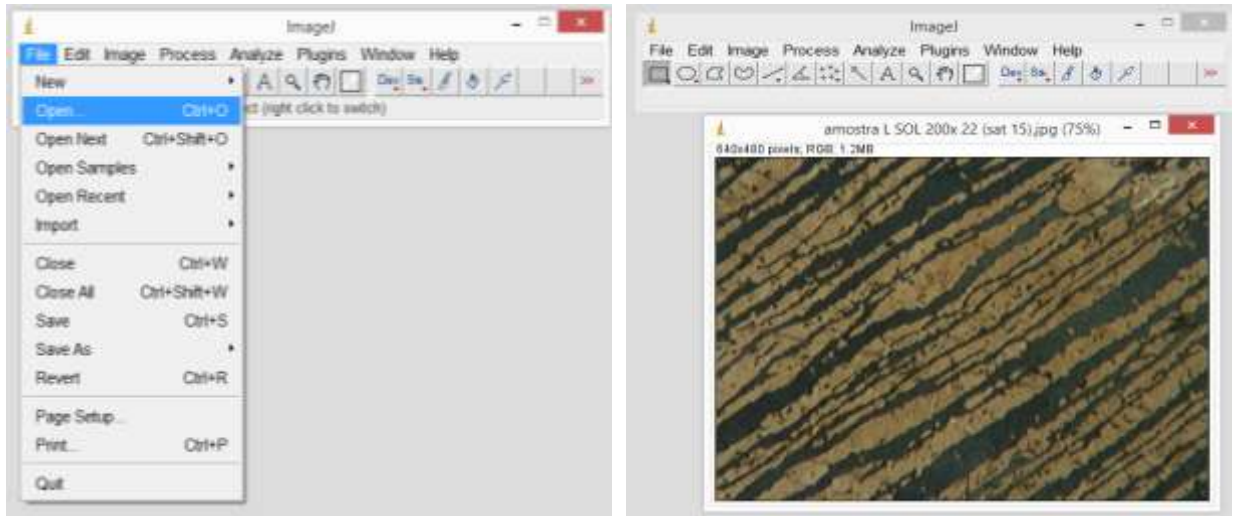 ImageJ
File Edit Image Process Analyze Plugins Window Help
New
Open... Ctrl+O
Open Next Ctrl+Shift+O
Open Samples
Open Recent
Import
Close Ctrl+W
Close All Ctrl+Shift+W
Save Ctrl+S
Save As
Revert Ctrl+R
Page Setup...
Print... Ctrl+P
Quit
A
(right click to switch)
ImageJ
File Edit Image Process Analyze Plugins Window Help
A
amostra L SOL 200x 22 (sat 15).jpg (75%)
640x480 pixels; RGB; 1.2MB